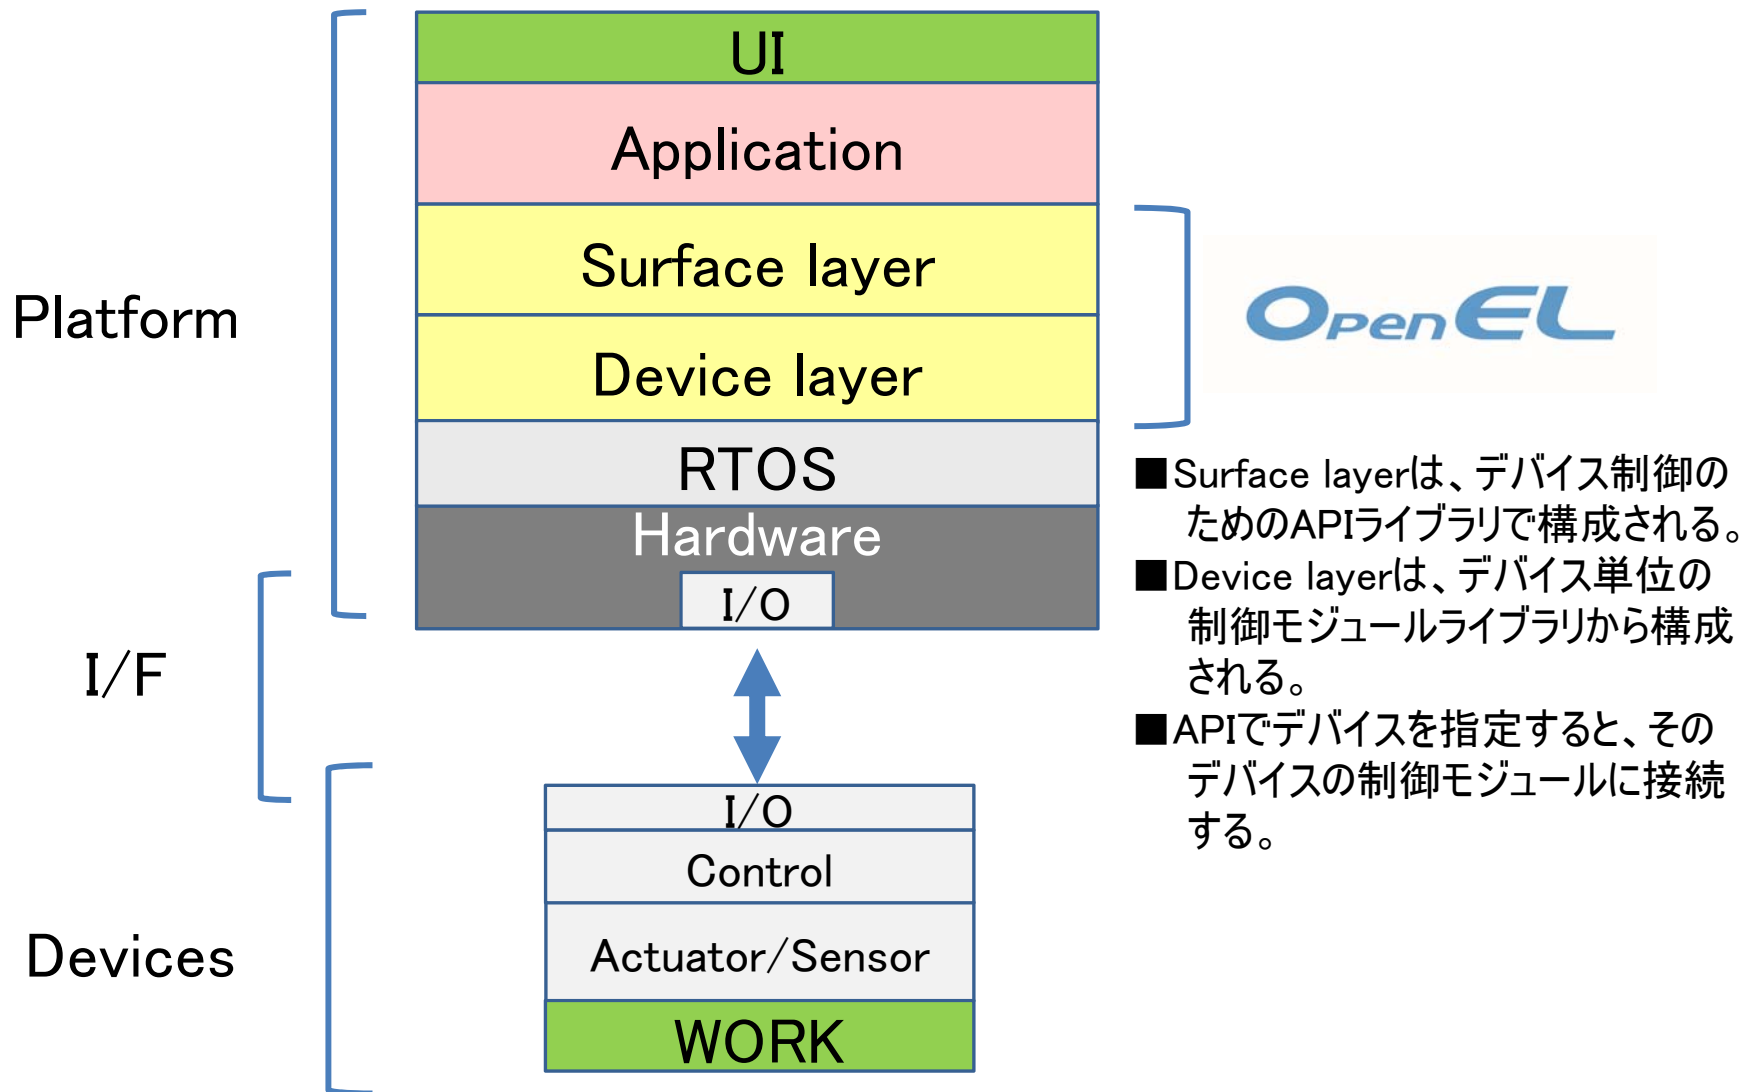 UI
Application
Surface layer
Device layer
RTOS
Hardware
I/O
Platform
I/F
Devices
I/O
Control
Actuator/Sensor
WORK
OpenEL
■Surface layerは、デバイス制御の
ためのAPIライブラリで構成される。
■Device layerは、デバイス単位の
制御モジュールライブラリから構成
される。
■APIでデバイスを指定すると、その
デバイスの制御モジュールに接続
する。